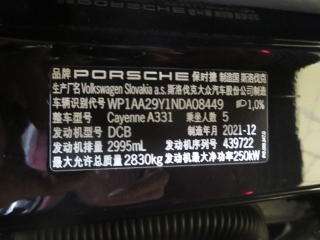 品牌 PORSCHE 保时捷 制造国 斯洛伐克
生产厂名 Volkswagen Slovakia a.s.斯洛伐克大众汽车股份公司制造
车辆识别代号 WP1AA29Y1NDA08449 1,0%
整车型号 Cayenne A331 乘坐人数 5
发动机型号 DCB 制造年月 2021-12
发动机排量 2995mL 发动机序列号 439722
最大允许总质量 2830kg 发动机最大净功率 250kW